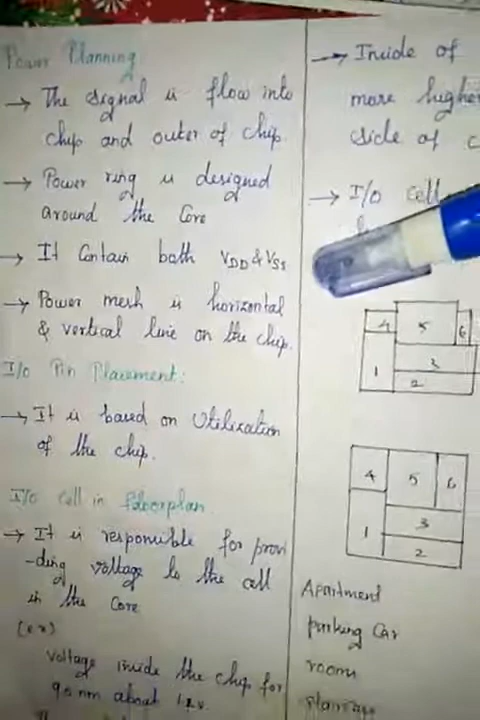 Power Planning
→ The signal is flow into
chip and outer of chip.
→ Power ring is designed
around the Core
→ It Contain both VDD & VSS
→ Power mesh is horizontal
& vertical line on the chip.
I/o Pin Placement:
→ It is based on Utilization
of the chip.
I/o Cell in floorplan.
→ It is responsible for provi
-ding voltage to the cell
in the Core
(ex)
voltage inside the chip for
90nm about 1.2v.
→ Inside of
more highe
side of c
→ I/o Cell
4 5 6
1 3
2
4 5 6
1 3
2
Apartment
parking Car
room